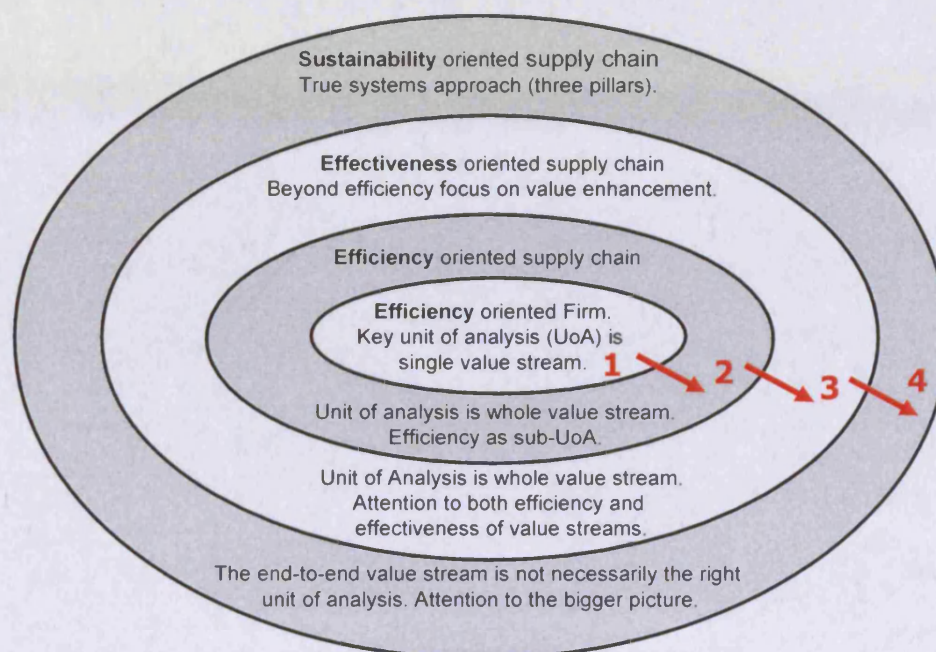 Sustainability oriented supply chain
True systems approach (three pillars).
Effectiveness oriented supply chain
Beyond efficiency focus on value enhancement.
Efficiency oriented supply chain
Efficiency oriented Firm.
Key unit of analysis (UoA) is
single value stream.
1
2
3
4
Unit of analysis is whole value stream.
Efficiency as sub-UoA.
Unit of Analysis is whole value stream.
Attention to both efficiency and
effectiveness of value streams.
The end-to-end value stream is not necessarily the right
unit of analysis. Attention to the bigger picture.